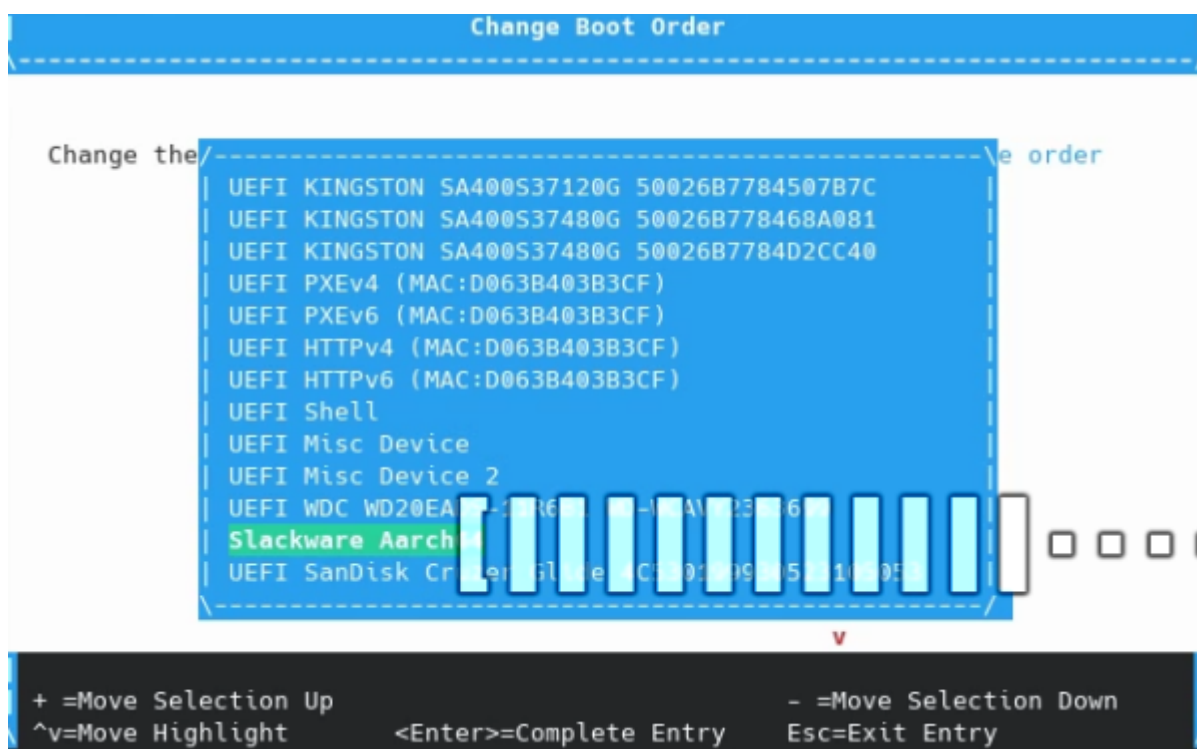 Change Boot Order
Change the
e order
UEFI KINGSTON SA400S37120G 50026B7784507B7C
UEFI KINGSTON SA400S37480G 50026B778468A081
UEFI KINGSTON SA400S37480G 50026B7784D2CC40
UEFI PXEv4 (MAC:D063B403B3CF)
UEFI PXEv6 (MAC:D063B403B3CF)
UEFI HTTPv4 (MAC:D063B403B3CF)
UEFI HTTPv6 (MAC:D063B403B3CF)
UEFI Shell
UEFI Misc Device
UEFI Misc Device 2
UEFI WDC
Slackware Aarch64
UEFI SanDisk Cruzer Glide
v
+ =Move Selection Up - =Move Selection Down
^v=Move Highlight <Enter>=Complete Entry Esc=Exit Entry